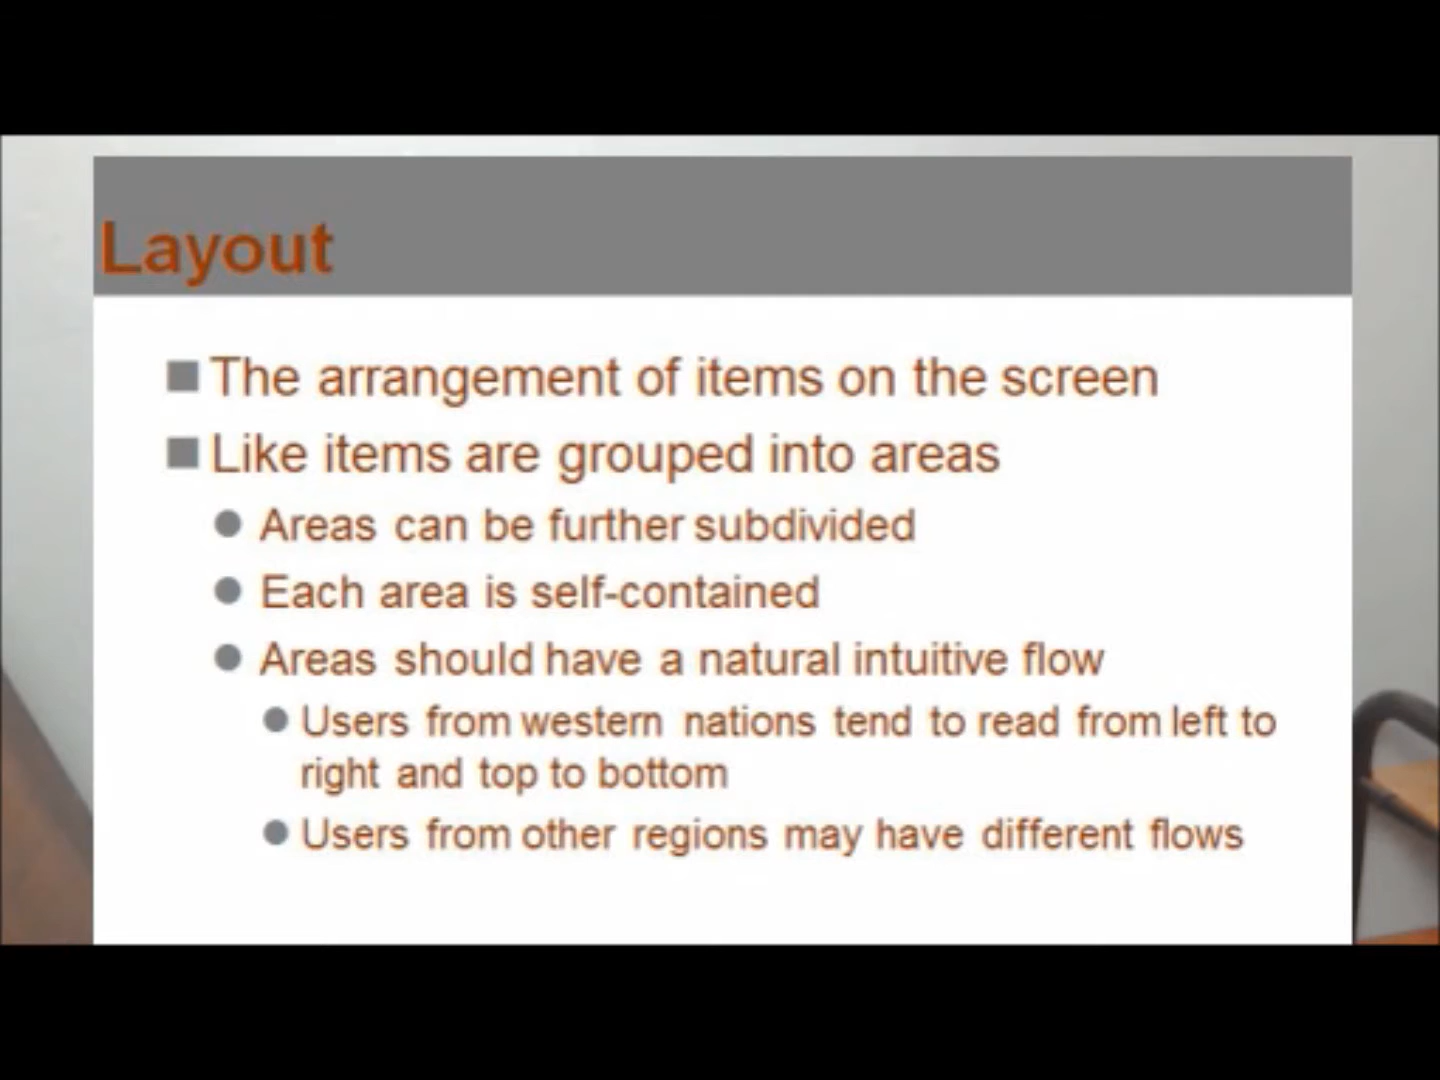 Layout
The arrangement of items on the screen
Like items are grouped into areas
Areas can be further subdivided
Each area is self-contained
Areas should have a natural intuitive flow
Users from western nations tend to read from left to
right and top to bottom
Users from other regions may have different flows